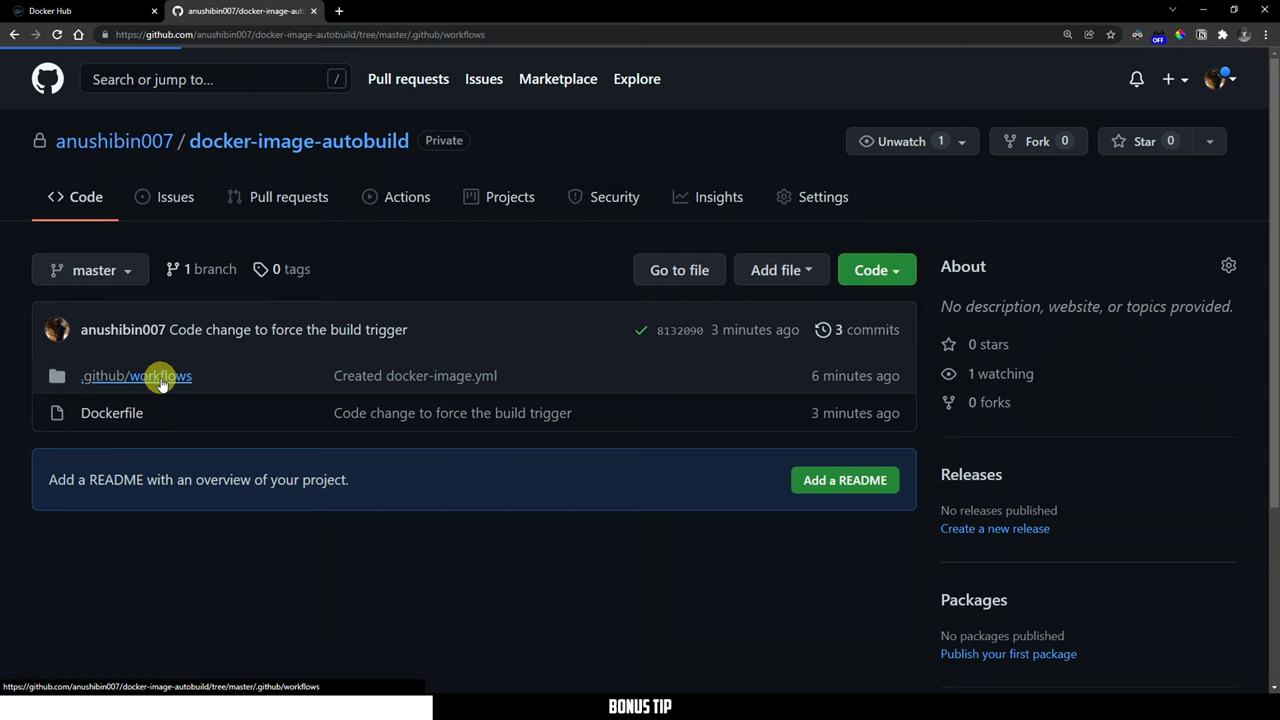 Docker Hub
anushibin007/docker-image-aut
https://github.com/anushibin007/docker-image-autobuild/tree/master/.github/workflows
OFF
Search or jump to... /
Pull requests Issues Marketplace Explore
anushibin007 / docker-image-autobuild Private
Unwatch 1 Fork 0 Star 0
Code Issues Pull requests Actions Projects Security Insights Settings
master 1 branch 0 tags Go to file Add file Code
anushibin007 Code change to force the build trigger 8132090 3 minutes ago 3 commits
.github/workflows Created docker-image.yml 6 minutes ago
Dockerfile Code change to force the build trigger 3 minutes ago
Add a README with an overview of your project. Add a README
About
No description, website, or topics provided.
0 stars
1 watching
0 forks
Releases
No releases published
Create a new release
Packages
No packages published
Publish your first package
https://github.com/anushibin007/docker-image-autobuild/tree/master/.github/workflows
BONUS TIP